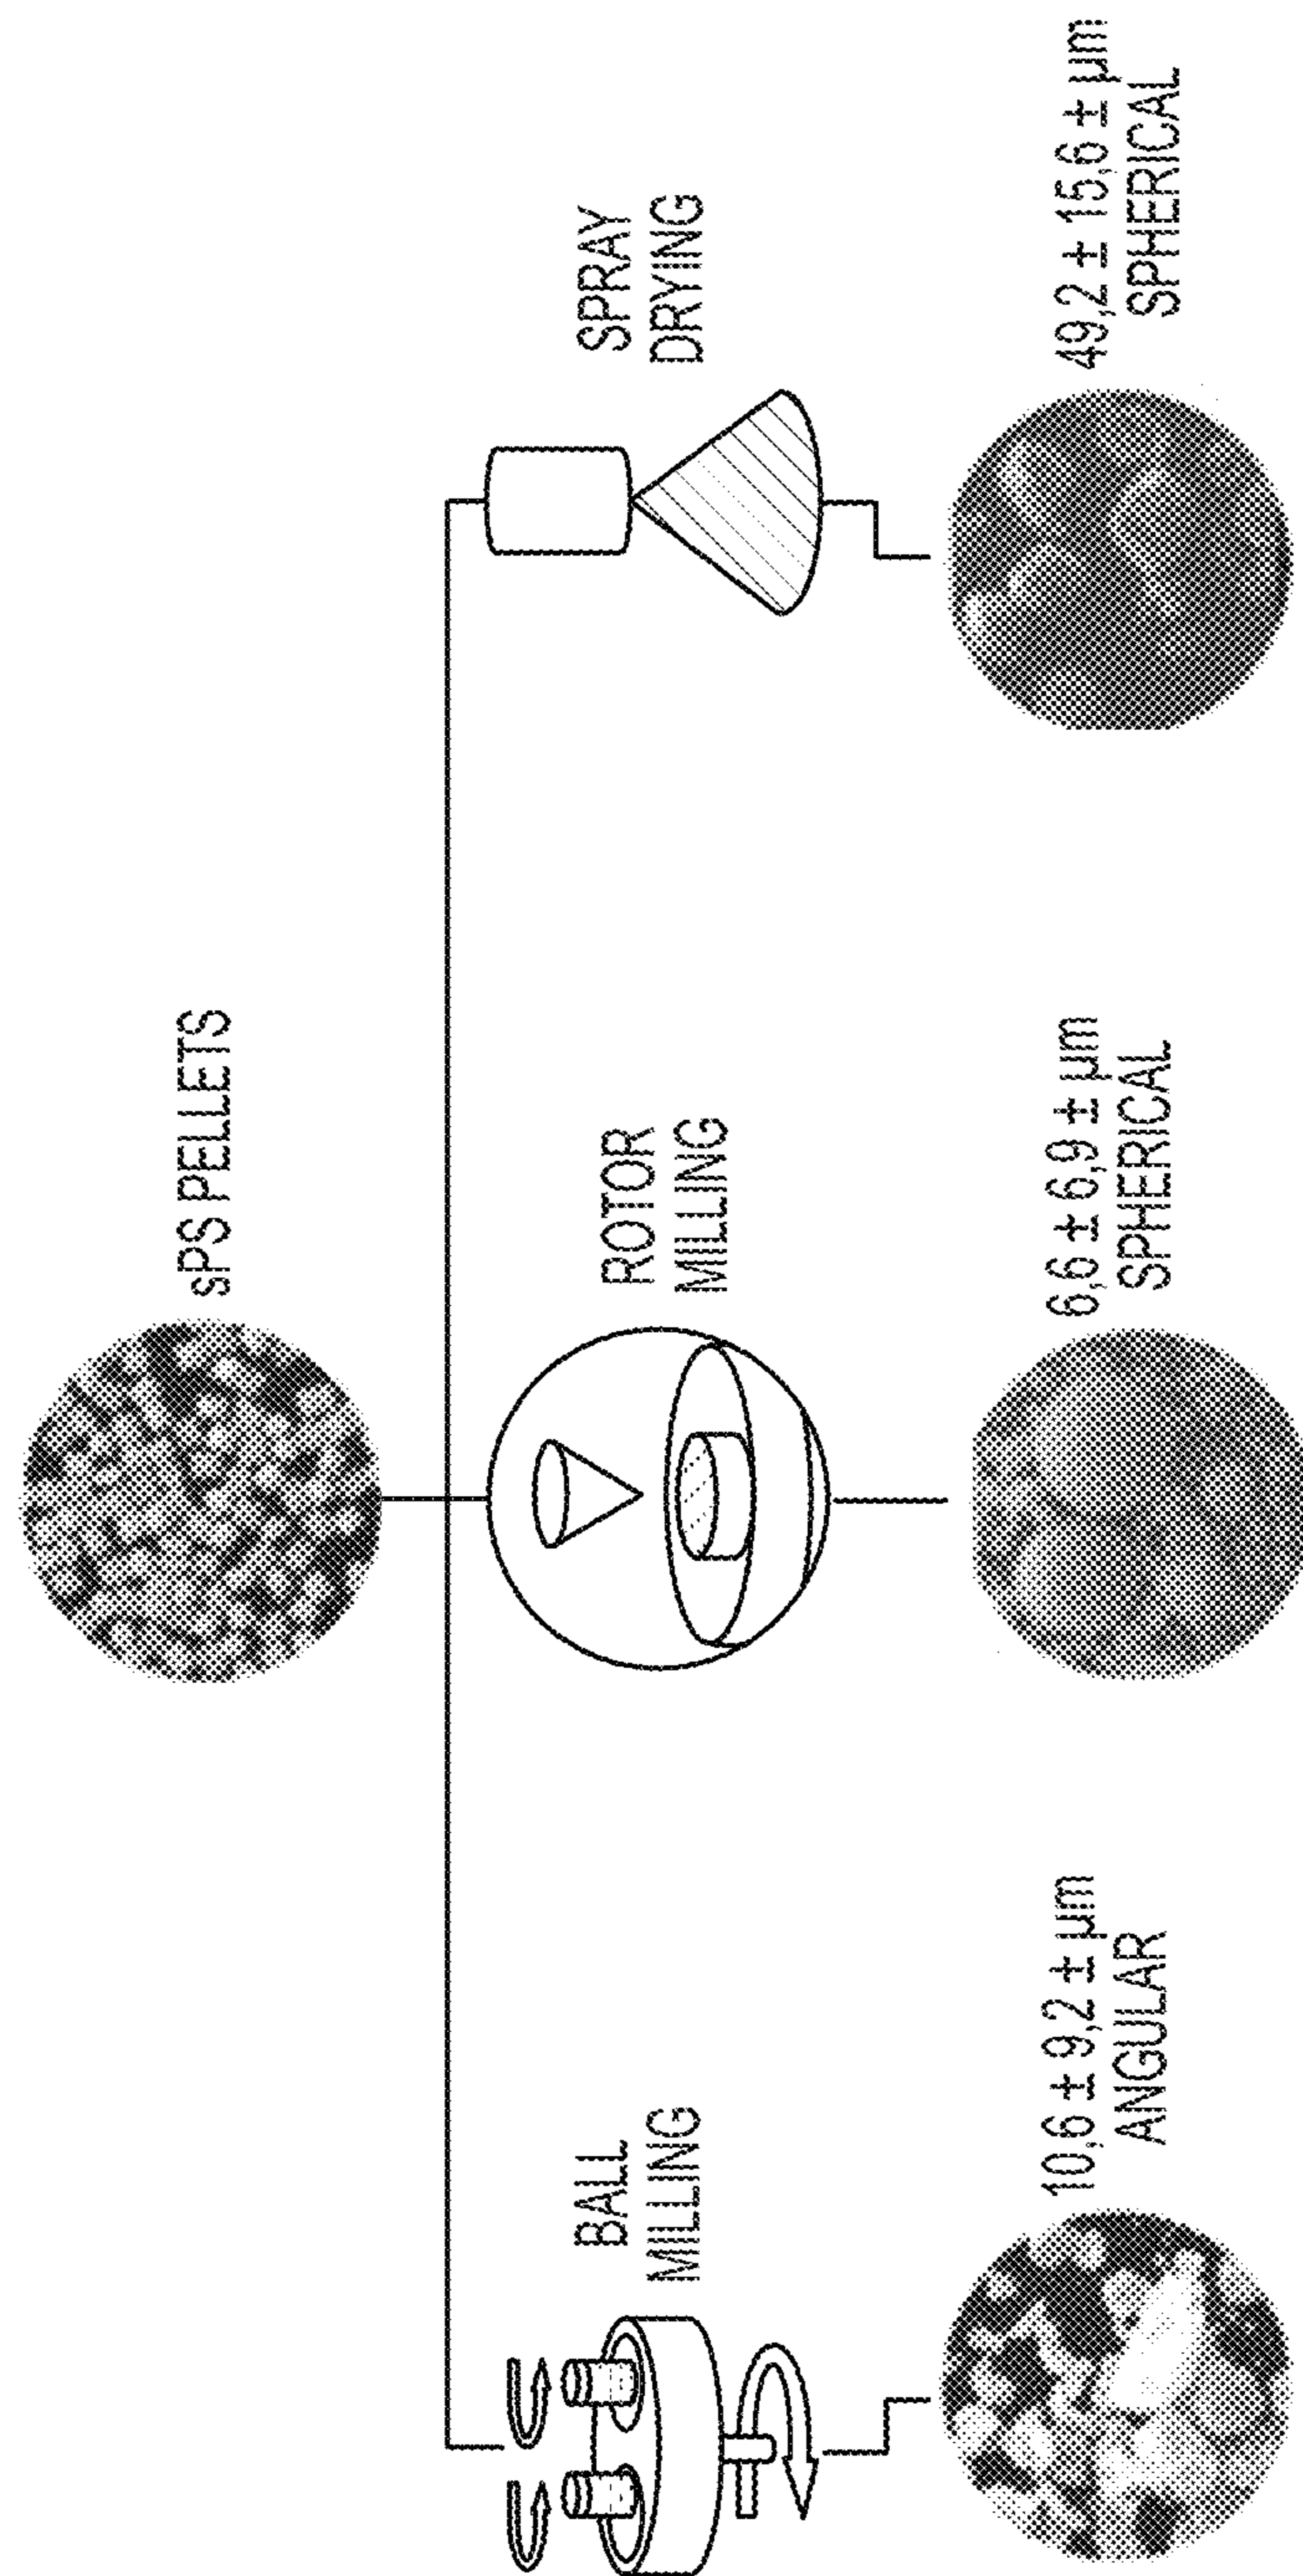 sPS PELLETS
BALL
MILLING
ROTOR
MILLING
SPRAY
DRYING
10,6 ± 9,2 ± µm
ANGULAR
6,6 ± 6,9 ± µm
SPHERICAL
49,2 ± 15,6 ± µm
SPHERICAL